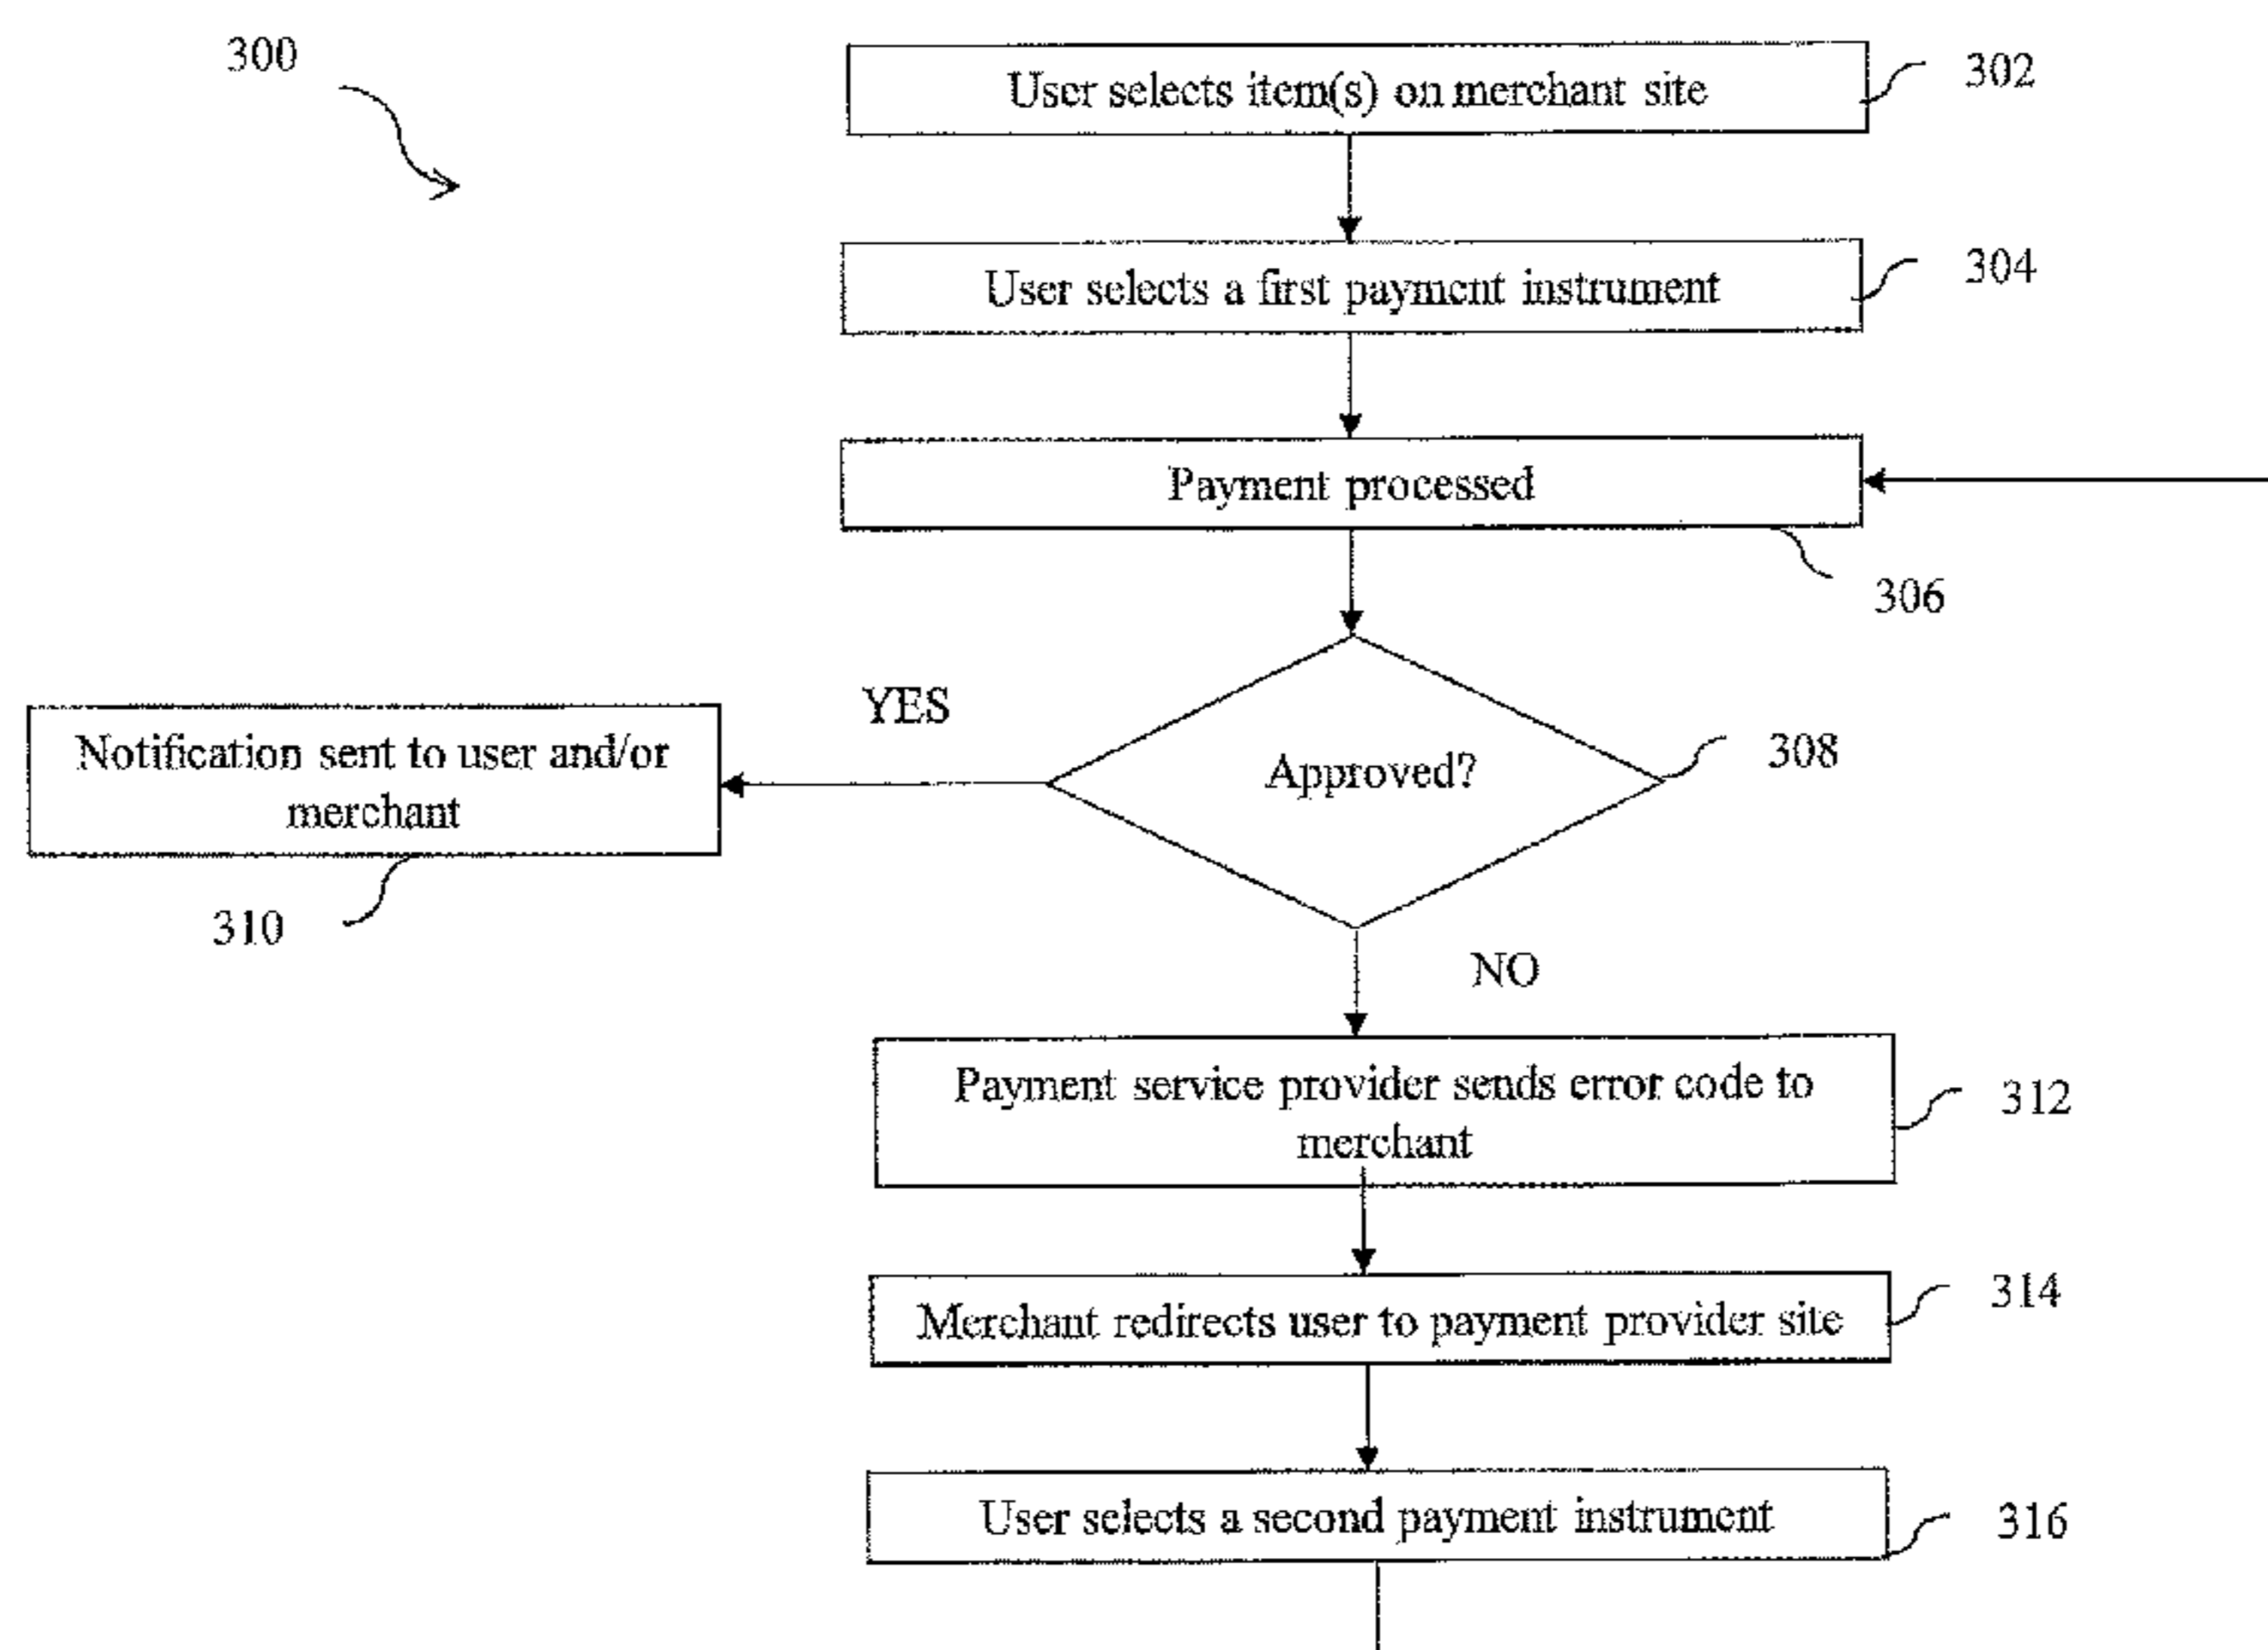 300
User selects item(s) on merchant site
302
User selects a first payment instrument
304
Payment processed
306
YES
Notification sent to user and/or
merchant
310
Approved?
308
NO
Payment service provider sends error code to
merchant
312
Merchant redirects user to payment provider site
314
User selects a second payment instrument
316